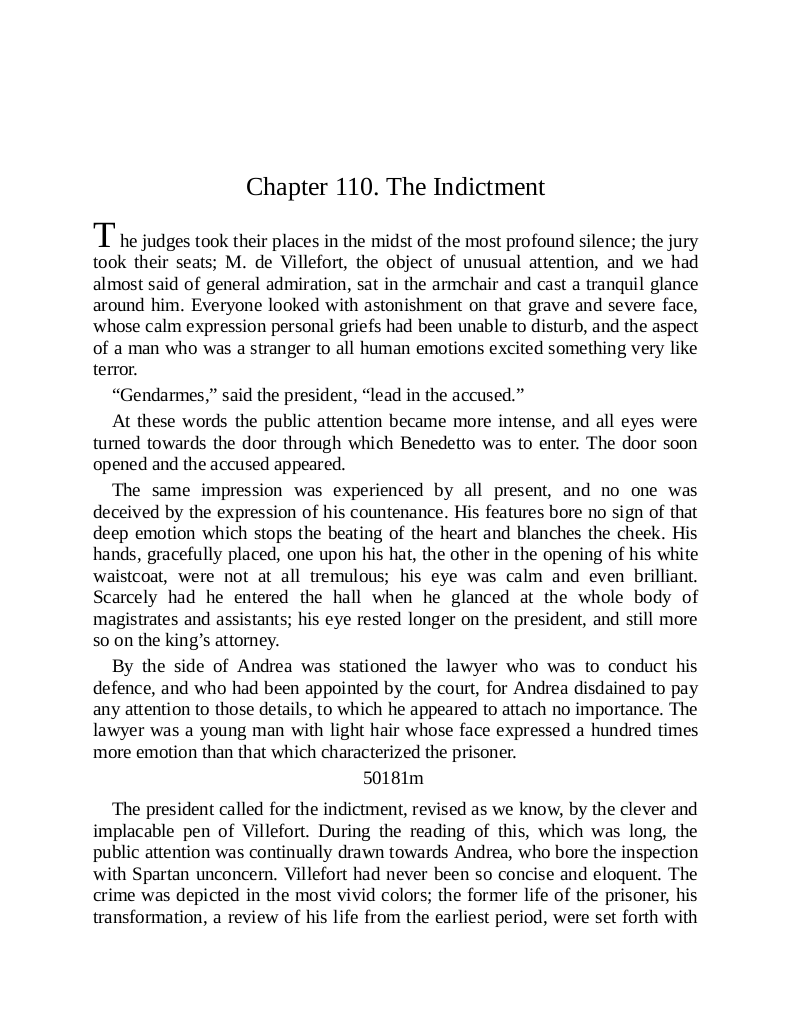 Chapter 110. The Indictment
The judges took their places in the midst of the most profound silence; the jury
took their seats; M. de Villefort, the object of unusual attention, and we had
almost said of general admiration, sat in the armchair and cast a tranquil glance
around him. Everyone looked with astonishment on that grave and severe face,
whose calm expression personal griefs had been unable to disturb, and the aspect
of a man who was a stranger to all human emotions excited something very like
terror.
“Gendarmes,” said the president, “lead in the accused.”
At these words the public attention became more intense, and all eyes were
turned towards the door through which Benedetto was to enter. The door soon
opened and the accused appeared.
The same impression was experienced by all present, and no one was
deceived by the expression of his countenance. His features bore no sign of that
deep emotion which stops the beating of the heart and blanches the cheek. His
hands, gracefully placed, one upon his hat, the other in the opening of his white
waistcoat, were not at all tremulous; his eye was calm and even brilliant.
Scarcely had he entered the hall when he glanced at the whole body of
magistrates and assistants; his eye rested longer on the president, and still more
so on the king’s attorney.
By the side of Andrea was stationed the lawyer who was to conduct his
defence, and who had been appointed by the court, for Andrea disdained to pay
any attention to those details, to which he appeared to attach no importance. The
lawyer was a young man with light hair whose face expressed a hundred times
more emotion than that which characterized the prisoner.
50181m
The president called for the indictment, revised as we know, by the clever and
implacable pen of Villefort. During the reading of this, which was long, the
public attention was continually drawn towards Andrea, who bore the inspection
with Spartan unconcern. Villefort had never been so concise and eloquent. The
crime was depicted in the most vivid colors; the former life of the prisoner, his
transformation, a review of his life from the earliest period, were set forth with